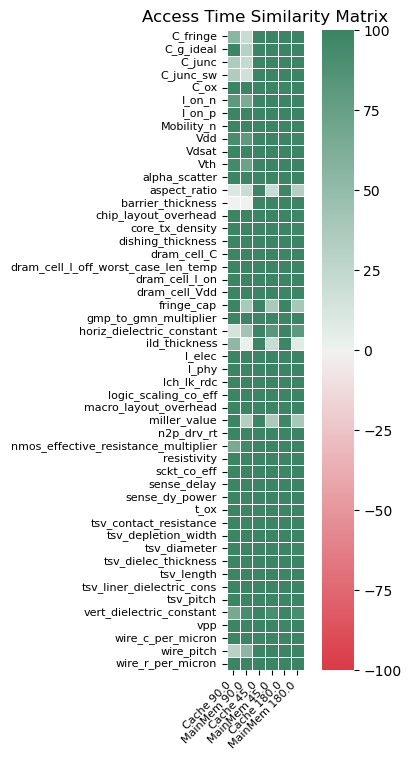 Access Time Similarity Matrix
C_fringe
C_g_ideal
C_junc
C_junc_sw
C_ox
I_on_n
I_on_p
Mobility_n
Vdd
Vdsat
Vth
alpha_scatter
aspect_ratio
barrier_thickness
chip_layout_overhead
core_tx_density
dishing_thickness
dram_cell_C
dram_cell_I_off_worst_case_len_temp
dram_cell_I_on
dram_cell_Vdd
fringe_cap
gmp_to_gmn_multiplier
horiz_dielectric_constant
ild_thickness
l_elec
l_phy
lch_lk_rdc
logic_scaling_co_eff
macro_layout_overhead
miller_value
n2p_drv_rt
nmos_effective_resistance_multiplier
resistivity
sckt_co_eff
sense_delay
sense_dy_power
t_ox
tsv_contact_resistance
tsv_depletion_width
tsv_diameter
tsv_dielec_thickness
tsv_length
tsv_liner_dielectric_cons
tsv_pitch
vert_dielectric_constant
vpp
wire_c_per_micron
wire_pitch
wire_r_per_micron
Cache 90.0
MainMem 90.0
Cache 45.0
MainMem 45.0
Cache 180.0
MainMem 180.0
100
75
50
25
0
−25
−50
−75
−100